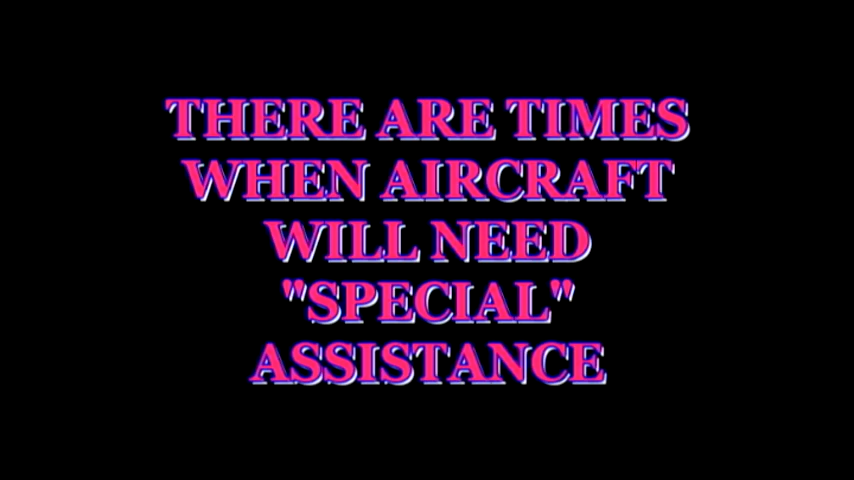 THERE ARE TIMES
WHEN AIRCRAFT
WILL NEED
"SPECIAL"
ASSISTANCE